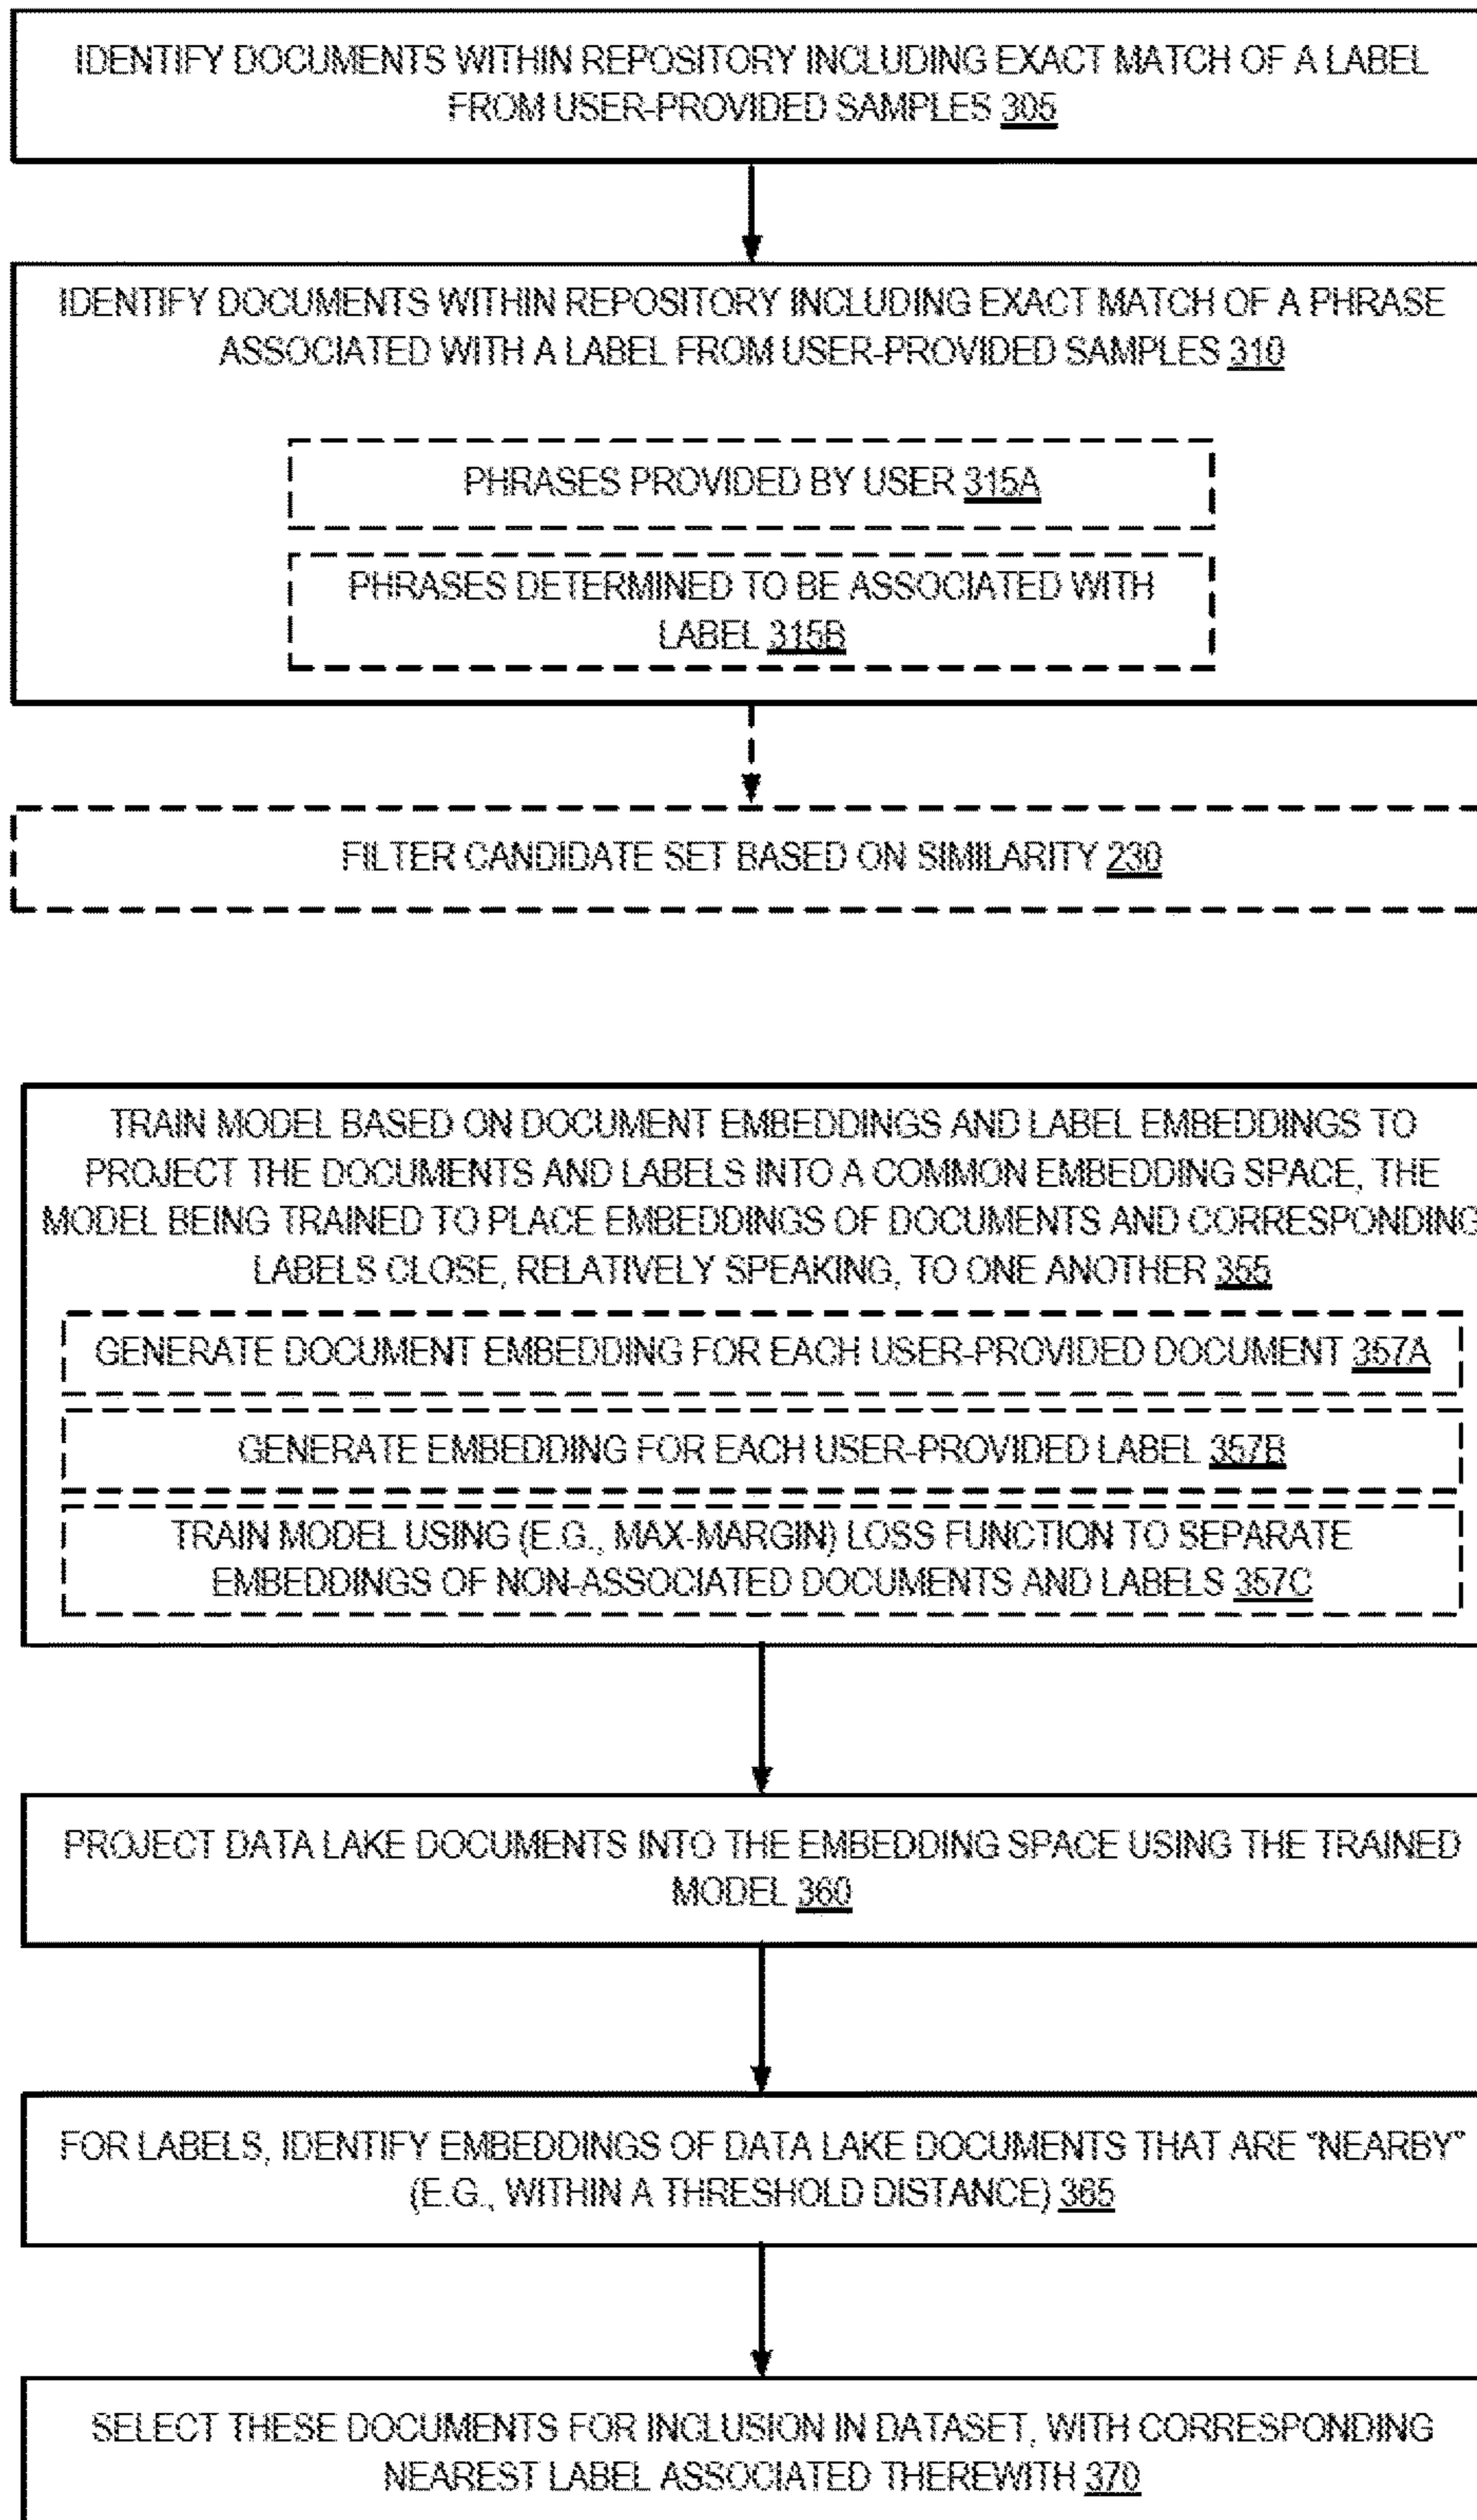 IDENTIFY DOCUMENTS WITHIN REPOSITORY INCLUDING EXACT MATCH OF A LABEL
FROM USER-PROVIDED SAMPLES 305
IDENTIFY DOCUMENTS WITHIN REPOSITORY INCLUDING EXACT MATCH OF A PHRASE
ASSOCIATED WITH A LABEL FROM USER-PROVIDED SAMPLES 310
PHRASES PROVIDED BY USER 315A
PHRASES DETERMINED TO BE ASSOCIATED WITH
LABEL 315B
FILTER CANDIDATE SET BASED ON SIMILARITY 230
TRAIN MODEL BASED ON DOCUMENT EMBEDDINGS AND LABEL EMBEDDINGS TO
PROJECT THE DOCUMENTS AND LABELS INTO A COMMON EMBEDDING SPACE, THE
MODEL BEING TRAINED TO PLACE EMBEDDINGS OF DOCUMENTS AND CORRESPONDING
LABELS CLOSE, RELATIVELY SPEAKING, TO ONE ANOTHER 355
GENERATE DOCUMENT EMBEDDING FOR EACH USER-PROVIDED DOCUMENT 357A
GENERATE EMBEDDING FOR EACH USER-PROVIDED LABEL 357B
TRAIN MODEL USING (E.G., MAX-MARGIN) LOSS FUNCTION TO SEPARATE
EMBEDDINGS OF NON-ASSOCIATED DOCUMENTS AND LABELS 357C
PROJECT DATA LAKE DOCUMENTS INTO THE EMBEDDING SPACE USING THE TRAINED
MODEL 360
FOR LABELS, IDENTIFY EMBEDDINGS OF DATA LAKE DOCUMENTS THAT ARE "NEARBY"
(E.G., WITHIN A THRESHOLD DISTANCE) 365
SELECT THESE DOCUMENTS FOR INCLUSION IN DATASET, WITH CORRESPONDING
NEAREST LABEL ASSOCIATED THEREWITH 370